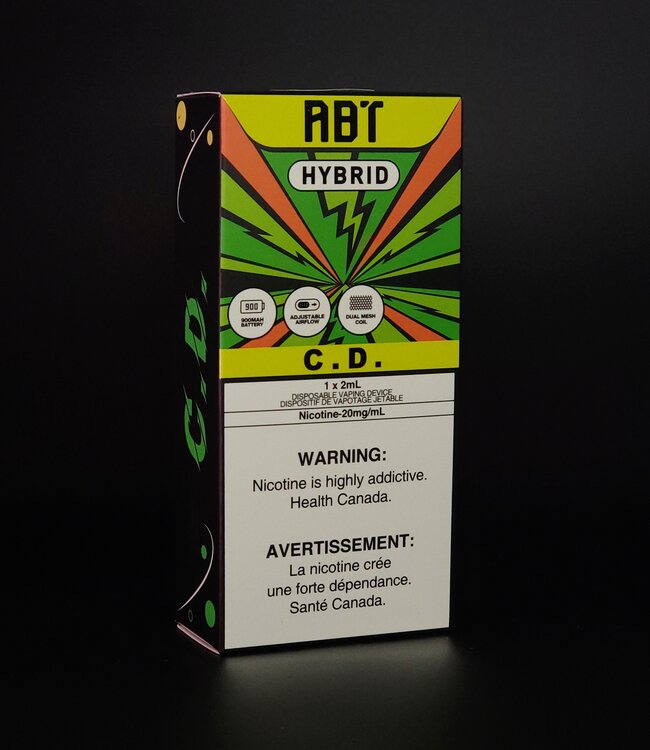 ABT
HYBRID
900
900MAH
BATTERY
ADJUSTABLE
AIRFLOW
DUAL MESH
COIL
C.D.
C.D.
1 x 2mL
DISPOSABLE VAPING DEVICE
DISPOSITIF DE VAPOTAGE JETABLE
Nicotine-20mg/mL
WARNING:
Nicotine is highly addictive.
Health Canada.
AVERTISSEMENT:
La nicotine crée
une forte dépendance.
Santé Canada.